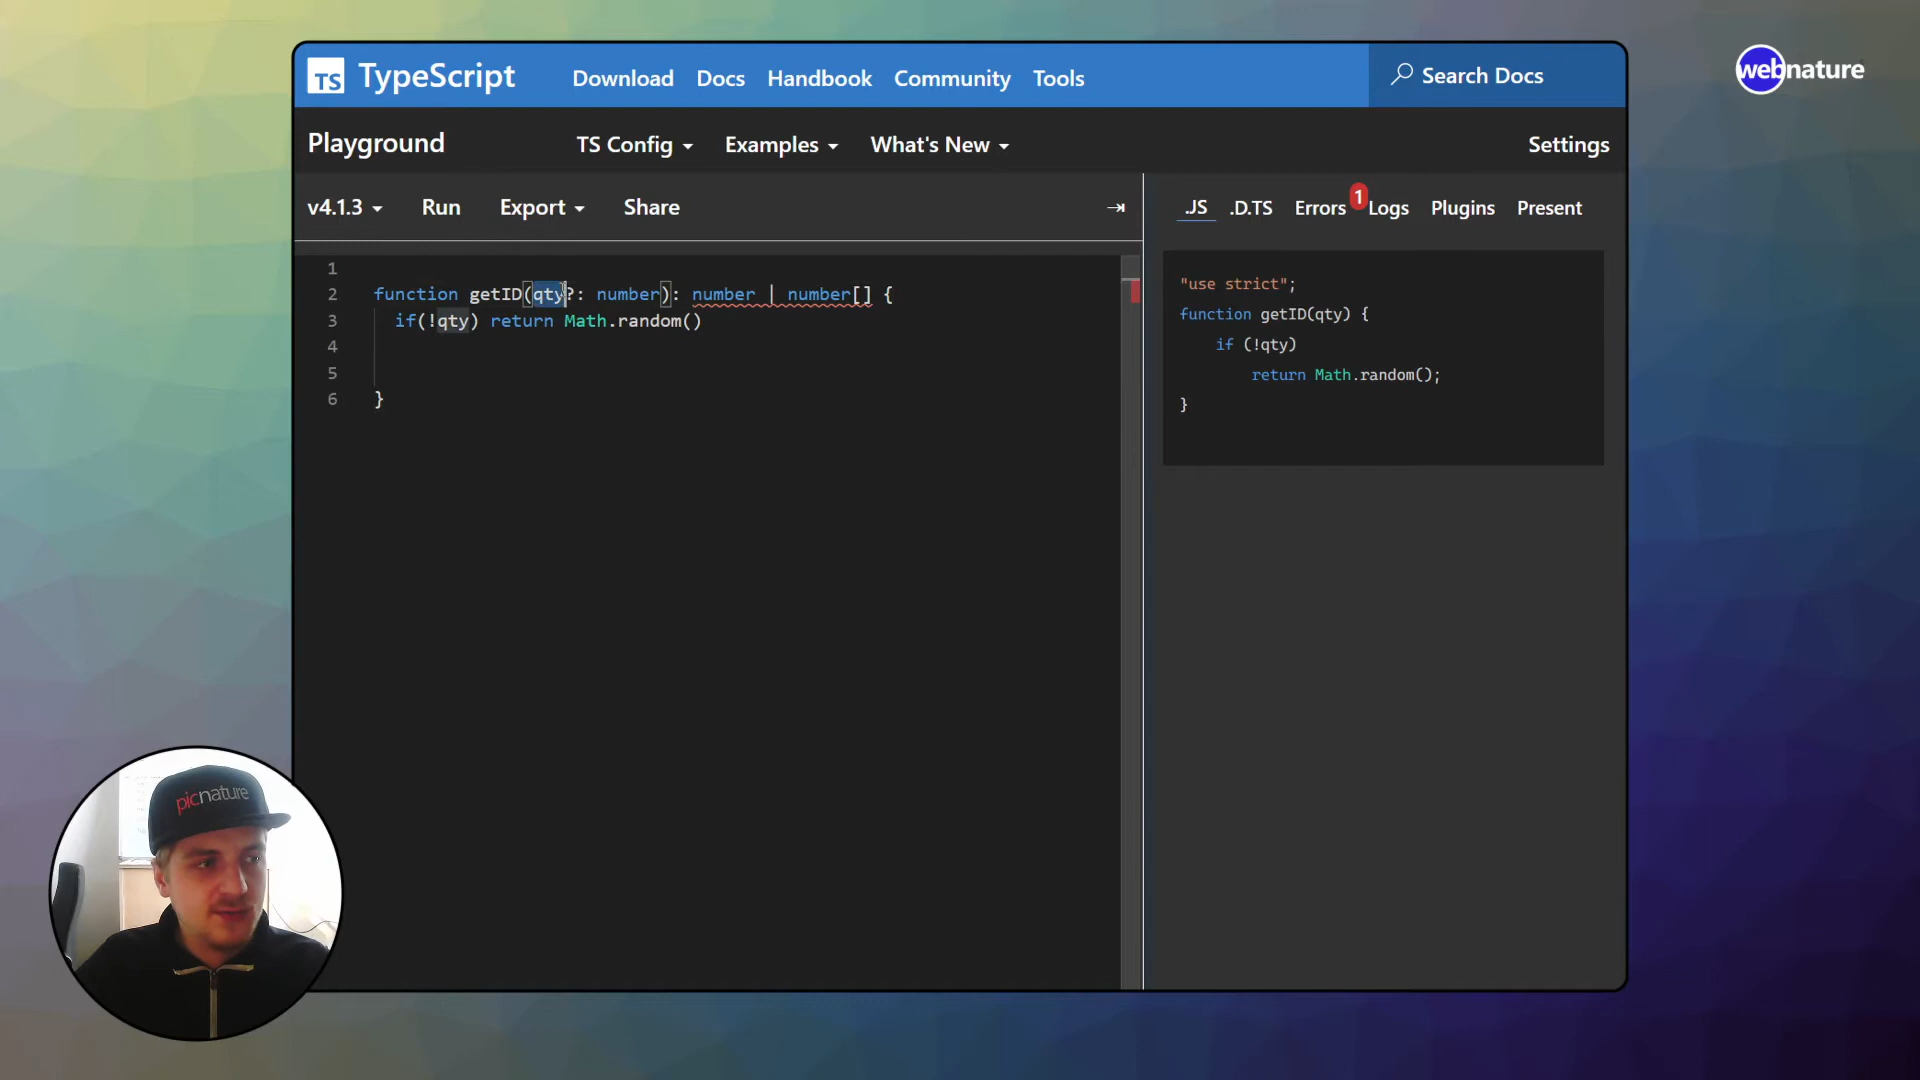 TS TypeScript Download Docs Handbook Community Tools Search Docs
webnature
Playground TS Config Examples What's New Settings
v4.1.3 Run Export Share
.JS .D.TS Errors 1 Logs Plugins Present
1
2 function getID(qty?: number): number | number[] {
3 if(!qty) return Math.random()
4
5
6 }
"use strict";
function getID(qty) {
if (!qty)
return Math.random();
}
picnature